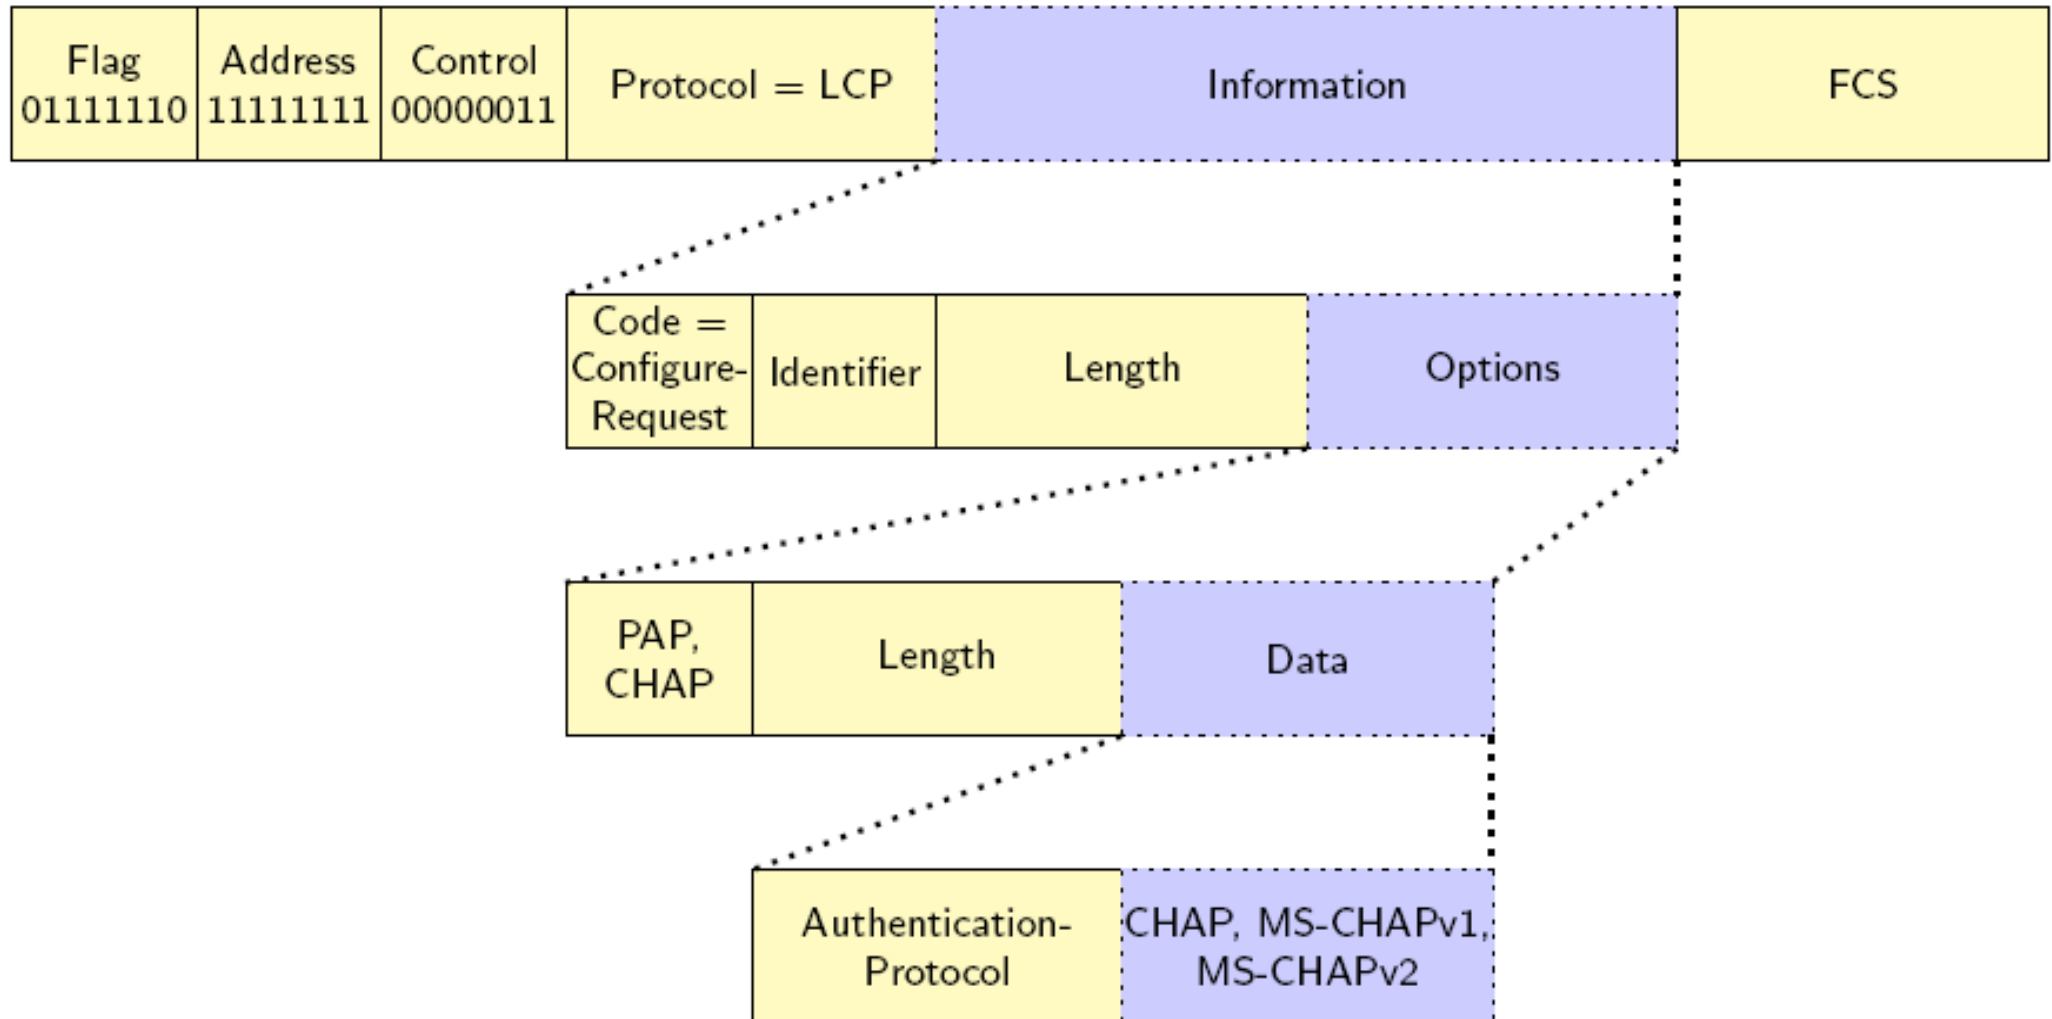 Flag
01111110
Address
11111111
Control
00000011
Protocol = LCP
Information
FCS
Code =
Configure-
Request
Identifier
Length
Options
PAP,
CHAP
Length
Data
Authentication-
Protocol
CHAP, MS-CHAPv1,
MS-CHAPv2